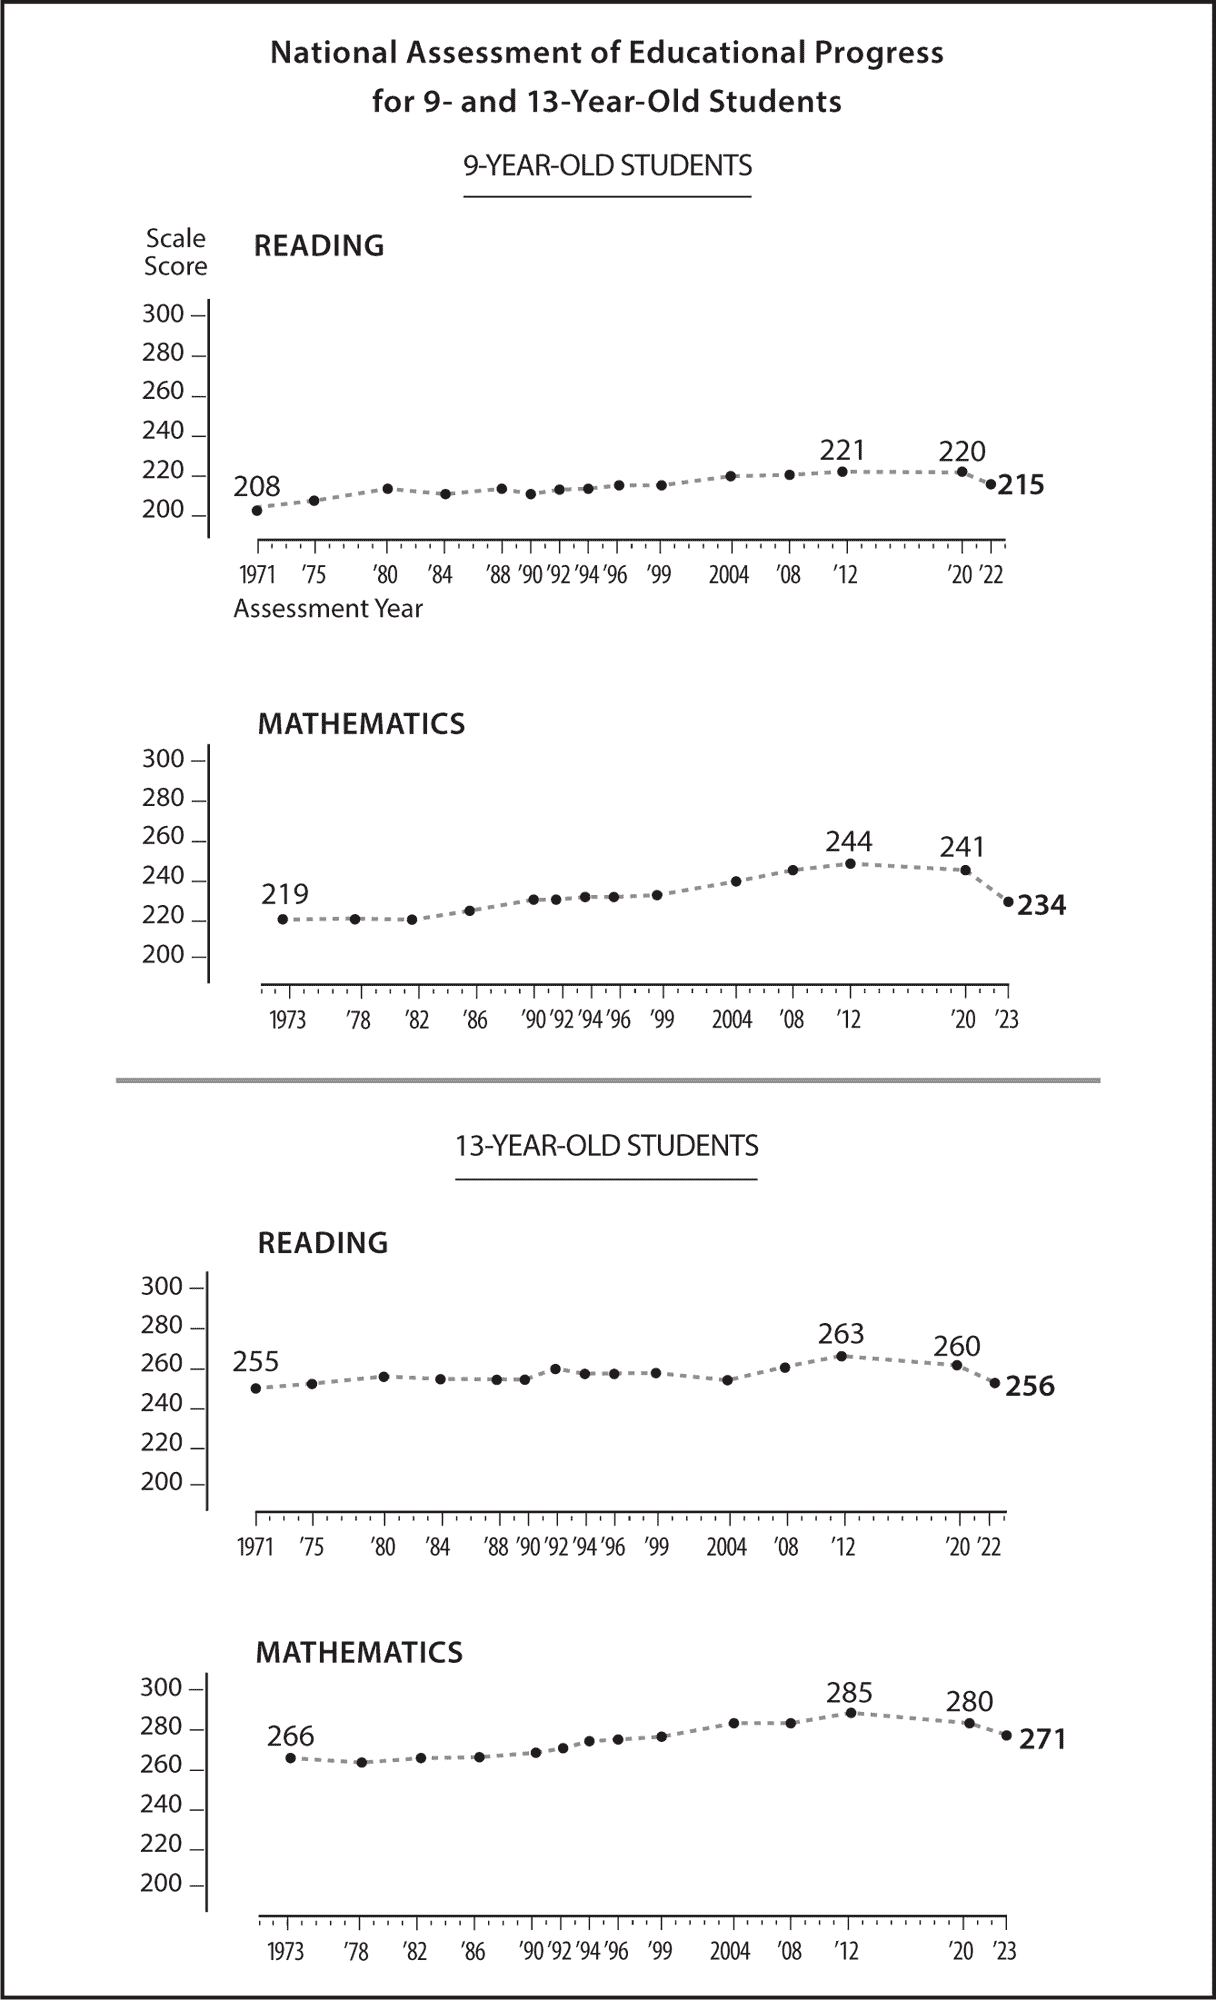 National Assessment of Educational Progress
for 9- and 13-Year-Old Students
9-YEAR-OLD STUDENTS
Scale
Score
READING
300
280
260
240
220
200
208
221
220
215
1971 ’75 ’80 ’84 ’88 ’90 ’92 ’94 ’96 ’99 2004 ’08 ’12 ’20 ’22
Assessment Year
MATHEMATICS
300
280
260
240
220
200
219
244
241
234
1973 ’78 ’82 ’86 ’90 ’92 ’94 ’96 ’99 2004 ’08 ’12 ’20 ’23
13-YEAR-OLD STUDENTS
READING
300
280
260
240
220
200
255
263
260
256
1971 ’75 ’80 ’84 ’88 ’90 ’92 ’94 ’96 ’99 2004 ’08 ’12 ’20 ’22
MATHEMATICS
300
280
260
240
220
200
266
285
280
271
1973 ’78 ’82 ’86 ’90 ’92 ’94 ’96 ’99 2004 ’08 ’12 ’20 ’23